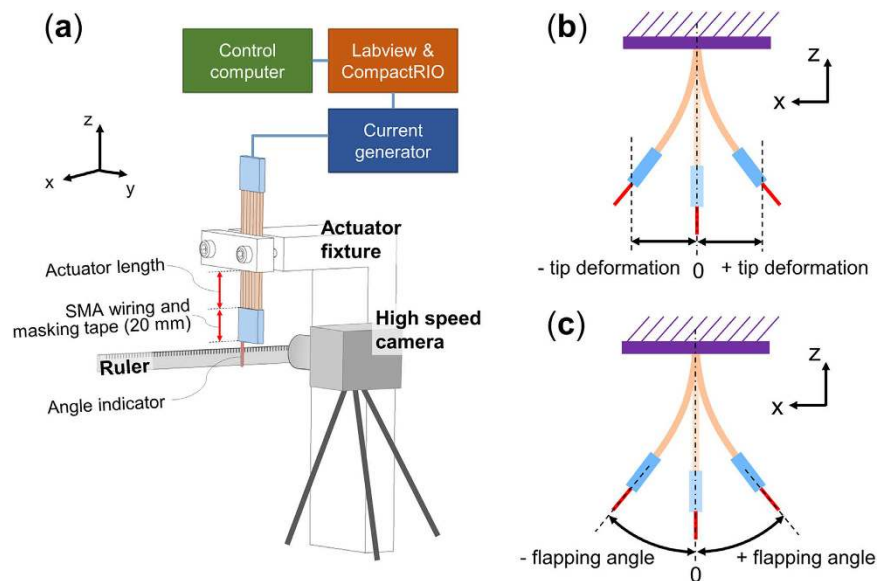 (a)
Control
computer
Labview &
CompactRIO
Current
generator
z
x
y
Actuator
fixture
Actuator length
SMA wiring and
masking tape (20 mm)
High speed
camera
Ruler
Angle indicator
(b)
z
x
- tip deformation
0
+ tip deformation
(c)
z
x
- flapping angle
0
+ flapping angle